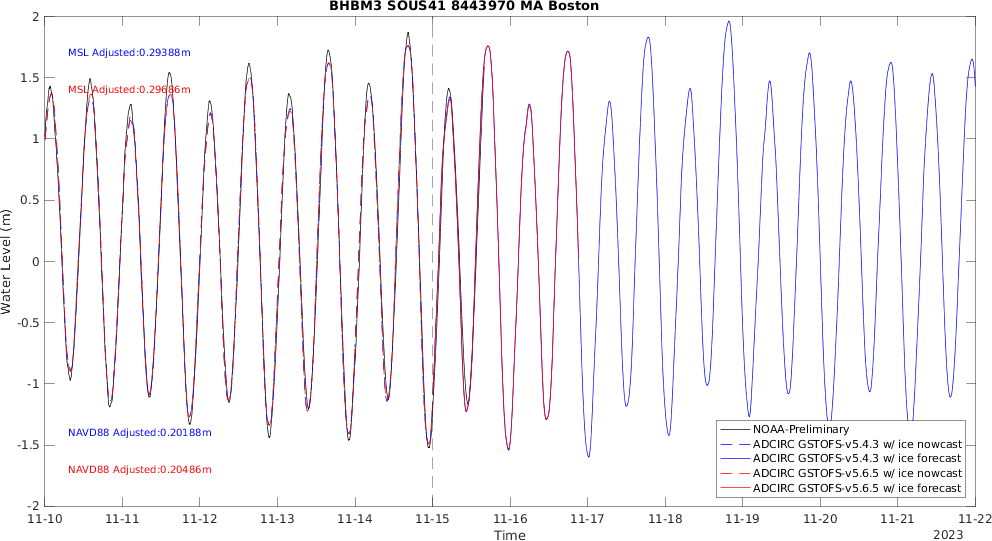 BHBM3 SOUS41 8443970 MA Boston
2
1.5
1
0.5
0
-0.5
-1
-1.5
-2
Water Level (m)
MSL Adjusted:0.29388m
MSL Adjusted:0.29686m
NAVD88 Adjusted:0.20188m
NAVD88 Adjusted:0.20486m
NOAA-Preliminary
ADCIRC GSTOFS-v5.4.3 w/ ice nowcast
ADCIRC GSTOFS-v5.4.3 w/ ice forecast
ADCIRC GSTOFS-v5.6.5 w/ ice nowcast
ADCIRC GSTOFS-v5.6.5 w/ ice forecast
11-10 11-11 11-12 11-13 11-14 11-15 11-16 11-17 11-18 11-19 11-20 11-21 11-22
Time
2023